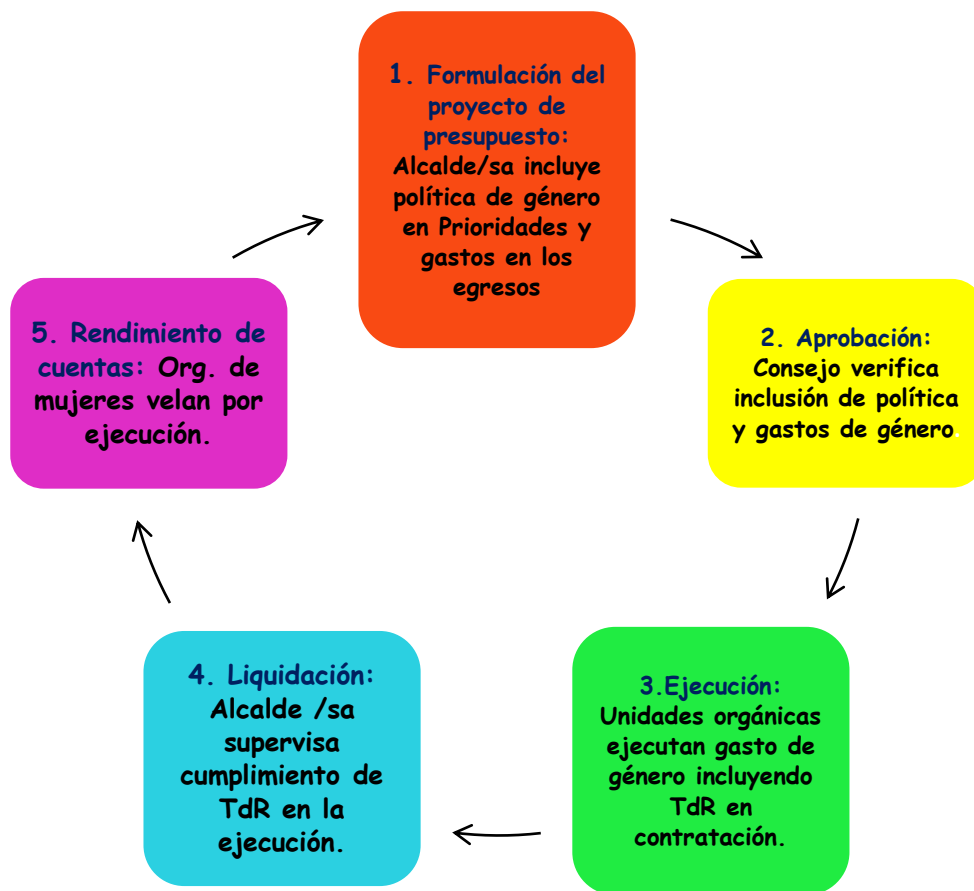 1. Formulación del
proyecto de
presupuesto:
Alcalde/sa incluye
política de género
en Prioridades y
gastos en los
egresos
2. Aprobación:
Consejo verifica
inclusión de política
y gastos de género.
3.Ejecución:
Unidades orgánicas
ejecutan gasto de
género incluyendo
TdR en
contratación.
4. Liquidación:
Alcalde /sa
supervisa
cumplimiento de
TdR en la
ejecución.
5. Rendimiento de
cuentas: Org. de
mujeres velan por
ejecución.